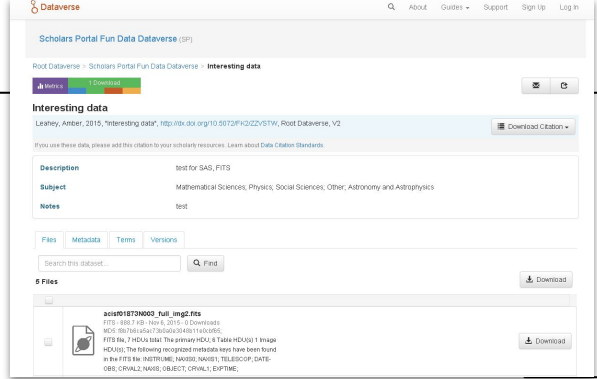 Dataverse About Guides Support Sign Up Log In
Scholars Portal Fun Data Dataverse (SP)
Root Dataverse > Scholars Portal Fun Data Dataverse > Interesting data
Metrics 1 Download
Interesting data
Leahey, Amber, 2015, "Interesting data", http://dx.doi.org/10.5072/FK2/ZZVSTW, Root Dataverse, V2 Download Citation
If you use these data, please add this citation to your scholarly resources. Learn about Data Citation Standards.
Description test for SAS, FITS
Subject Mathematical Sciences; Physics; Social Sciences; Other; Astronomy and Astrophysics
Notes test
Files Metadata Terms Versions
Search this dataset... Find
5 Files Download
acisf01873N003_full_img2.fits
FITS - 888.7 KB - Nov 6, 2015 - 0 Downloads
MD5:
FITS file, 7 HDUs total: The primary HDU; 6 Table HDU(s) 1 Image
HDU(s); The following recognized metadata keys have been found
in the FITS file: INSTRUME; NAXIS0; NAXIS1; TELESCOP; DATE-
OBS; CRVAL2; NAXIS; OBJECT; CRVAL1; EXPTIME;
Download